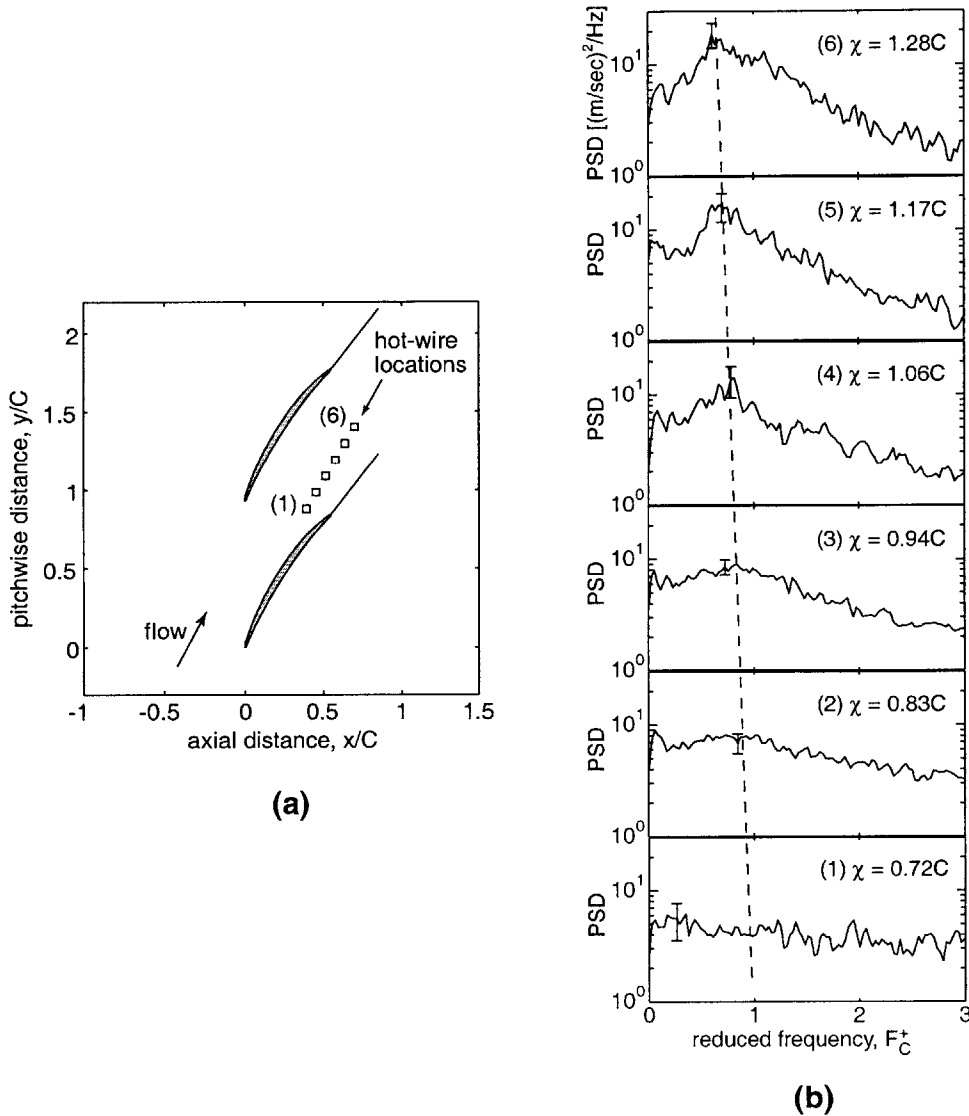 2
1.5
1
0.5
0
-1
-0.5
0
0.5
1
1.5
pitchwise distance, y/C
axial distance, x/C
hot-wire
locations
(6)
(1)
flow
(a)
PSD [(m/sec)²/Hz]
10¹
10⁰
(6) χ = 1.28C
PSD
10¹
10⁰
(5) χ = 1.17C
PSD
10¹
10⁰
(4) χ = 1.06C
PSD
10¹
10⁰
(3) χ = 0.94C
PSD
10¹
10⁰
(2) χ = 0.83C
PSD
10¹
10⁰
(1) χ = 0.72C
0
1
2
3
reduced frequency, F_C^+
(b)